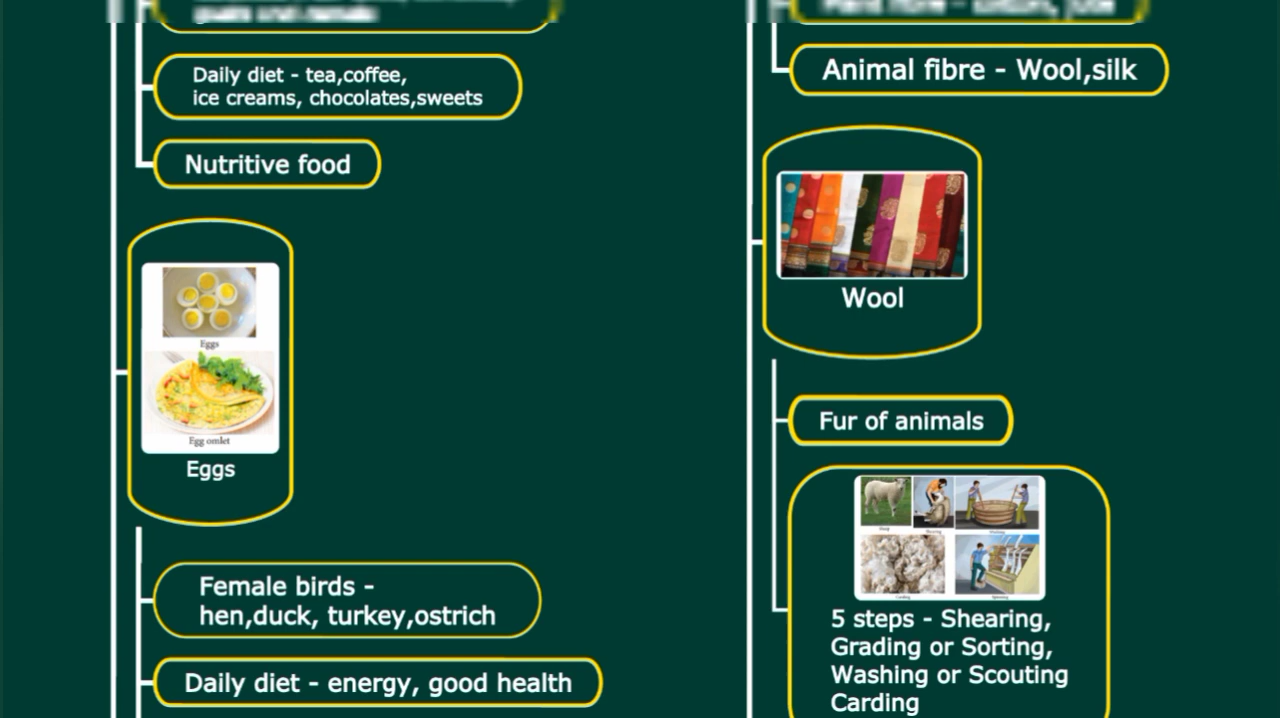 Daily diet - tea,coffee,
ice creams, chocolates,sweets
Nutritive food
Eggs
Egg omlet
Eggs
Female birds -
hen,duck, turkey,ostrich
Daily diet - energy, good health
Animal fibre - Wool,silk
Wool
Fur of animals
5 steps - Shearing,
Grading or Sorting,
Washing or Scouting
Carding